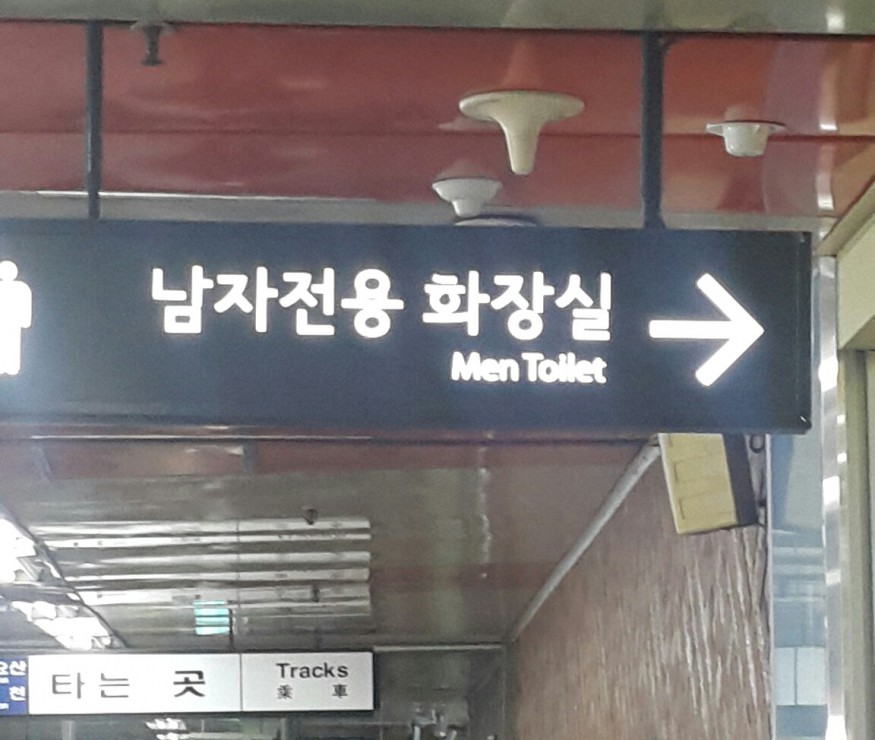 남자전용 화장실
Men Toilet
타는 곳
Tracks
乘 車